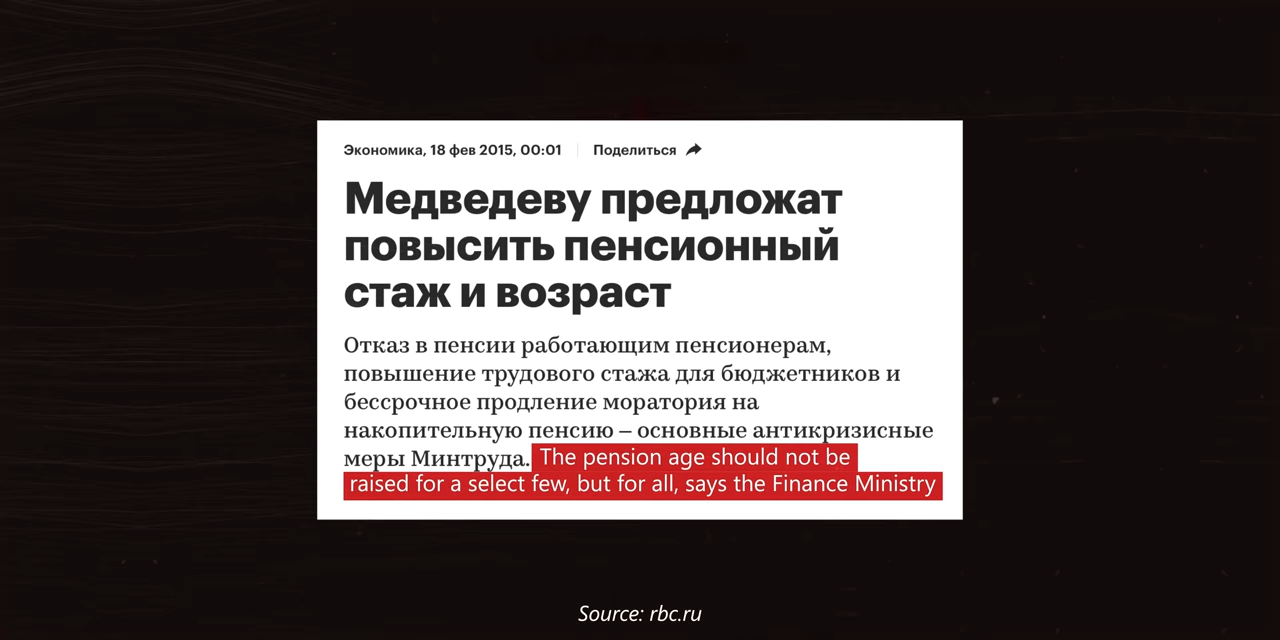 Экономика, 18 фев 2015, 00:01 Поделиться
Медведеву предложат
повысить пенсионный
стаж и возраст
Отказ в пенсии работающим пенсионерам,
повышение трудового стажа для бюджетников и
бессрочное продление моратория на
накопительную пенсию – основные антикризисные
меры Минтруда. The pension age should not be
raised for a select few, but for all, says the Finance Ministry
Source: rbc.ru